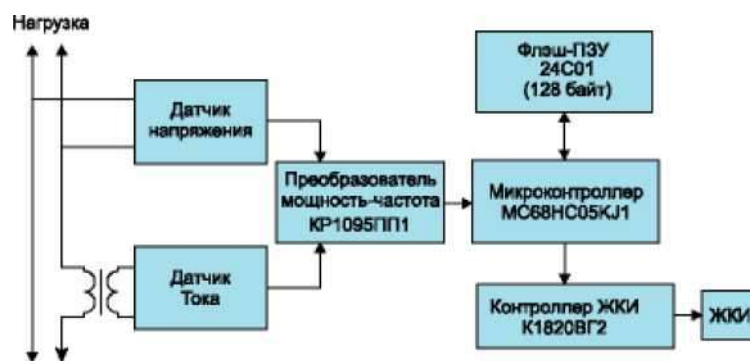 Нагрузка
Датчик
напряжения
Датчик
Тока
Преобразователь
мощность-частота
КР1095ПП1
Флэш-ПЗУ
24С01
(128 байт)
Микроконтроллер
MC68HC05KJ1
Контроллер ЖКИ
К1820ВГ2
ЖКИ